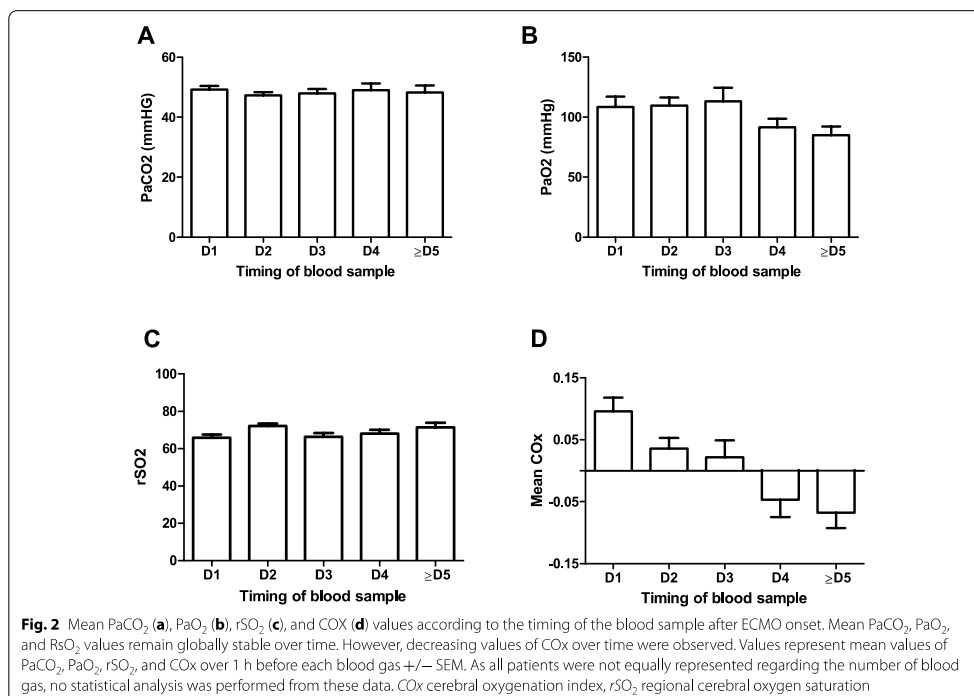 A
60
40
20
0
PaCO2 (mmHG)
D1 D2 D3 D4 ≥D5
Timing of blood sample
B
150
100
50
0
PaO2 (mmHg)
D1 D2 D3 D4 ≥D5
Timing of blood sample
C
100
80
60
40
20
0
rSO2
D1 D2 D3 D4 ≥D5
Timing of blood sample
D
0.15
0.05
-0.05
-0.15
Mean COx
D1 D2 D3 D4 ≥D5
Timing of blood sample
Fig. 2 Mean PaCO₂ (a), PaO₂ (b), rSO₂ (c), and COX (d) values according to the timing of the blood sample after ECMO onset. Mean PaCO₂, PaO₂,
and RsO₂ values remain globally stable over time. However, decreasing values of COx over time were observed. Values represent mean values of
PaCO₂, PaO₂, rSO₂, and COx over 1 h before each blood gas +/− SEM. As all patients were not equally represented regarding the number of blood
gas, no statistical analysis was performed from these data. COx cerebral oxygenation index, rSO₂ regional cerebral oxygen saturation